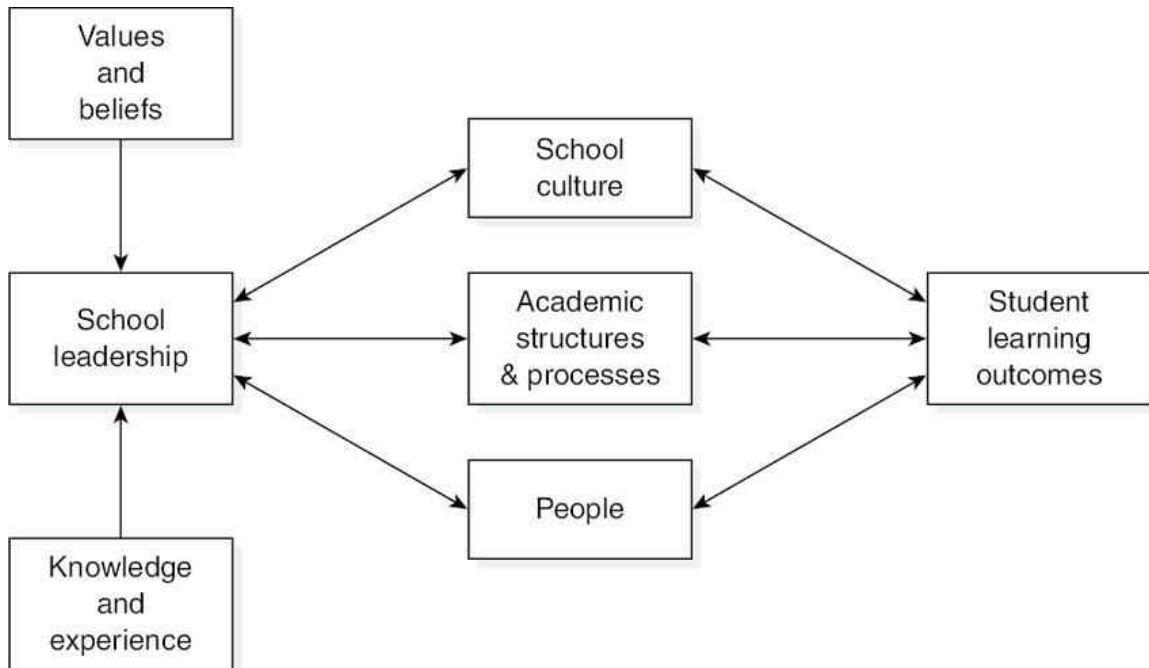 Values
and
beliefs
School
culture
School
leadership
Academic
structures
& processes
Student
learning
outcomes
People
Knowledge
and
experience